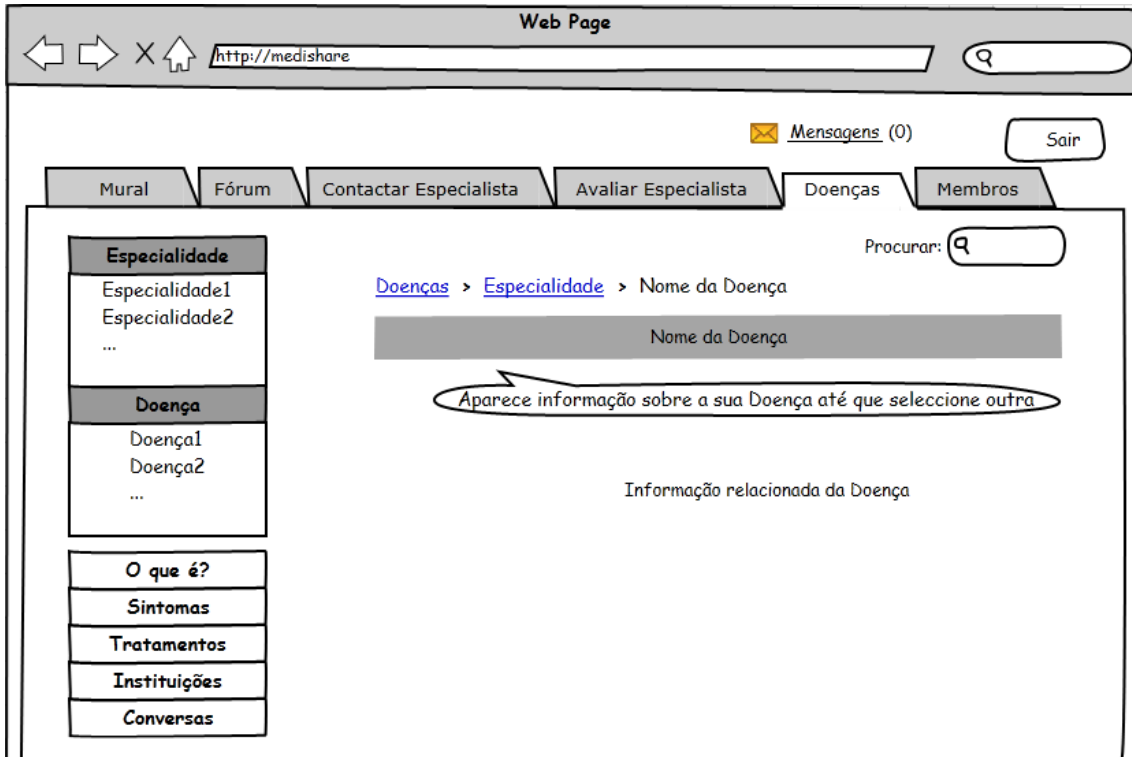 Web Page
http://medishare
Mensagens (0)
Sair
Mural
Fórum
Contactar Especialista
Avaliar Especialista
Doenças
Membros
Procurar:
Especialidade
Especialidade1
Especialidade2
...
Doença
Doença1
Doença2
...
O que é?
Sintomas
Tratamentos
Instituições
Conversas
Doenças > Especialidade > Nome da Doença
Nome da Doença
Aparece informação sobre a sua Doença até que seleccione outra
Informação relacionada da Doença